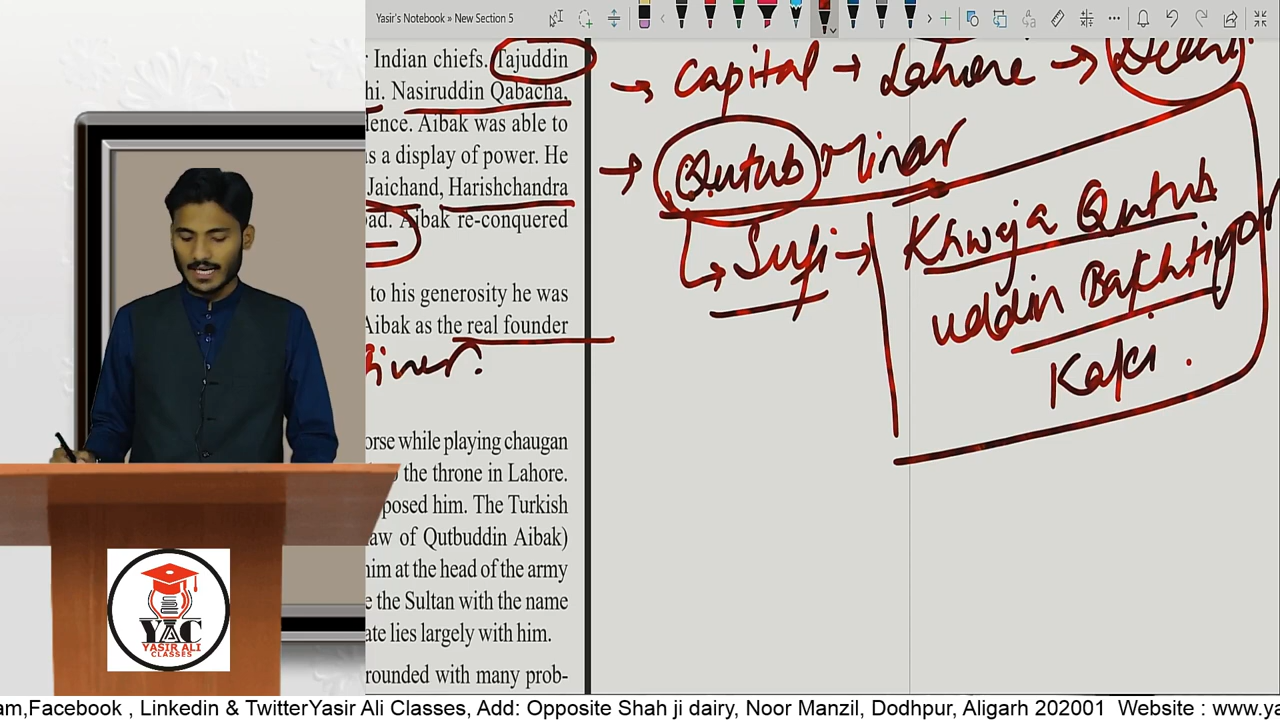 Yasir's Notebook » New Section 5
Indian chiefs. Tajuddin
hi. Nasiruddin Qabacha,
lence. Aibak was able to
s a display of power. He
Jaichand, Harishchandra
ad. Aibak re-conquered
to his generosity he was
Aibak as the real founder
orse while playing chaugan
the throne in Lahore.
posed him. The Turkish
aw of Qutbuddin Aibak)
him at the head of the army
e the Sultan with the name
ate lies largely with him.
rounded with many prob-
→ Capital → Lahore → Delhi.
→ Qutub Minar
↳ Sufi → Khwaja Qutub
uddin Bakhtiyar
Kaki.
YAC
YASIR ALI
CLASSES
am,Facebook , Linkedin & TwitterYasir Ali Classes, Add: Opposite Shah ji dairy, Noor Manzil, Dodhpur, Aligarh 202001 Website : www.ya